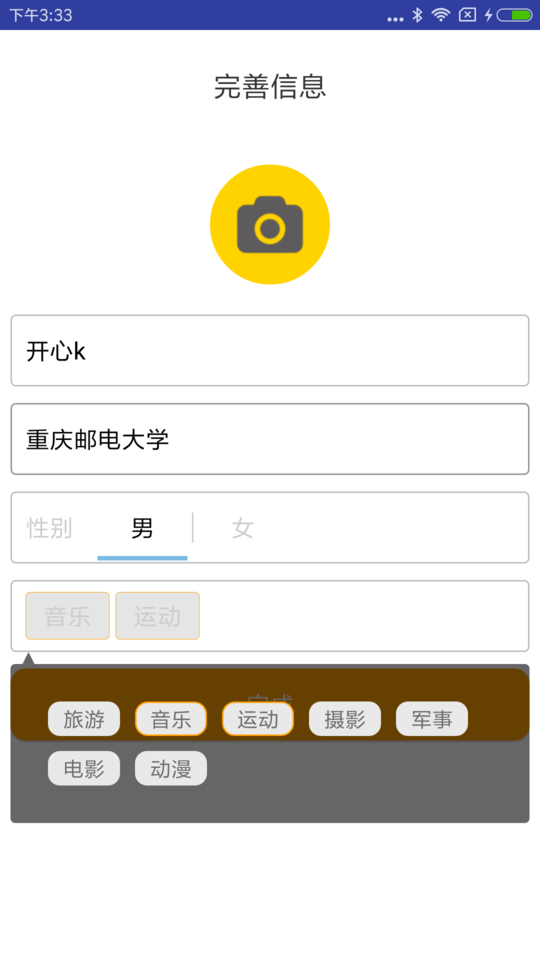 下午3:33
完善信息
开心k
重庆邮电大学
性别 男 女
音乐 运动
完成
旅游 音乐 运动 摄影 军事
电影 动漫